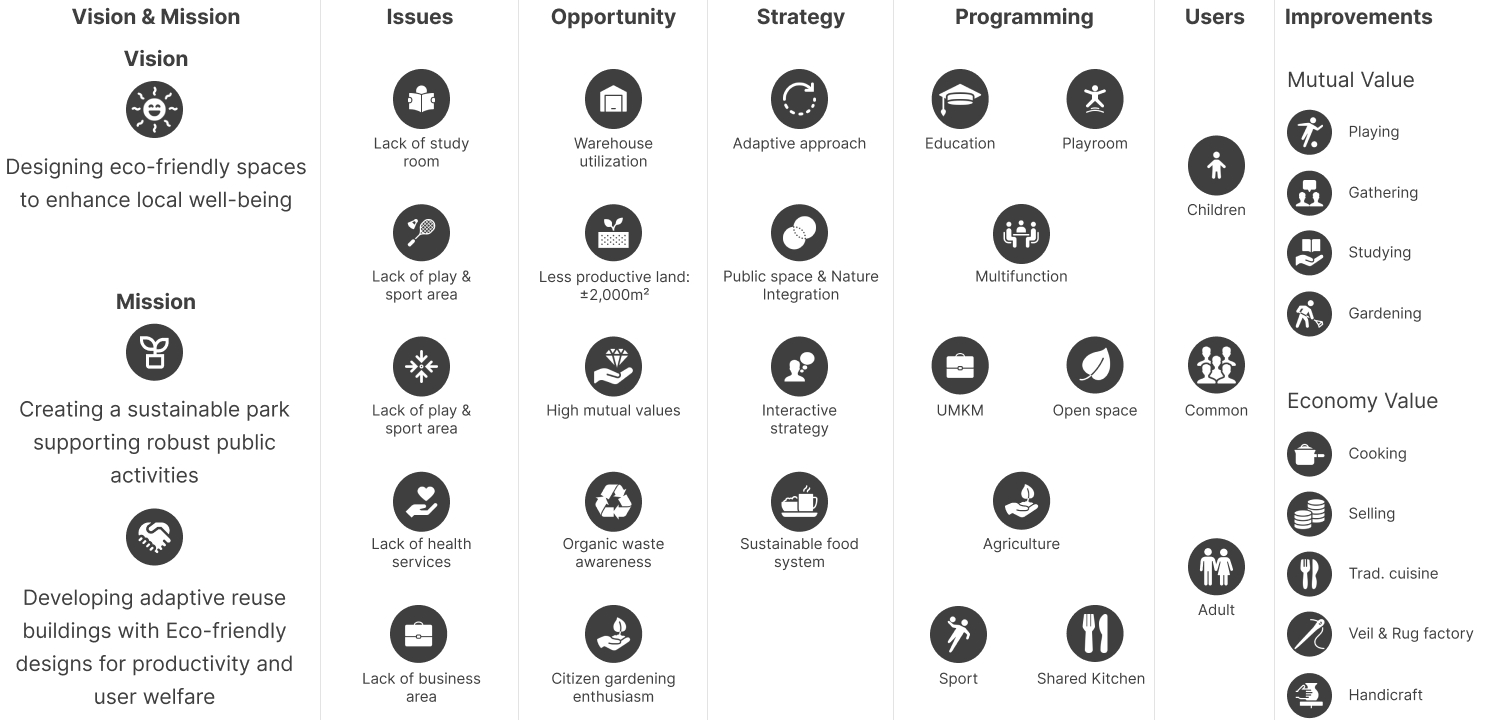 Vision & Mission
Vision
Designing eco-friendly spaces
to enhance local well-being
Mission
Creating a sustainable park
supporting robust public
activities
Developing adaptive reuse
buildings with Eco-friendly
designs for productivity and
user welfare
Issues
Lack of study
room
Lack of play &
sport area
Lack of play &
sport area
Lack of health
services
Lack of business
area
Opportunity
Warehouse
utilization
Less productive land:
±2,000m²
High mutual values
Organic waste
awareness
Citizen gardening
enthusiasm
Strategy
Adaptive approach
Public space & Nature
Integration
Interactive
strategy
Sustainable food
system
Programming
Education
Playroom
Multifunction
UMKM
Open space
Agriculture
Sport
Shared Kitchen
Users
Children
Common
Adult
Improvements
Mutual Value
Playing
Gathering
Studying
Gardening
Economy Value
Cooking
Selling
Trad. cuisine
Veil & Rug factory
Handicraft